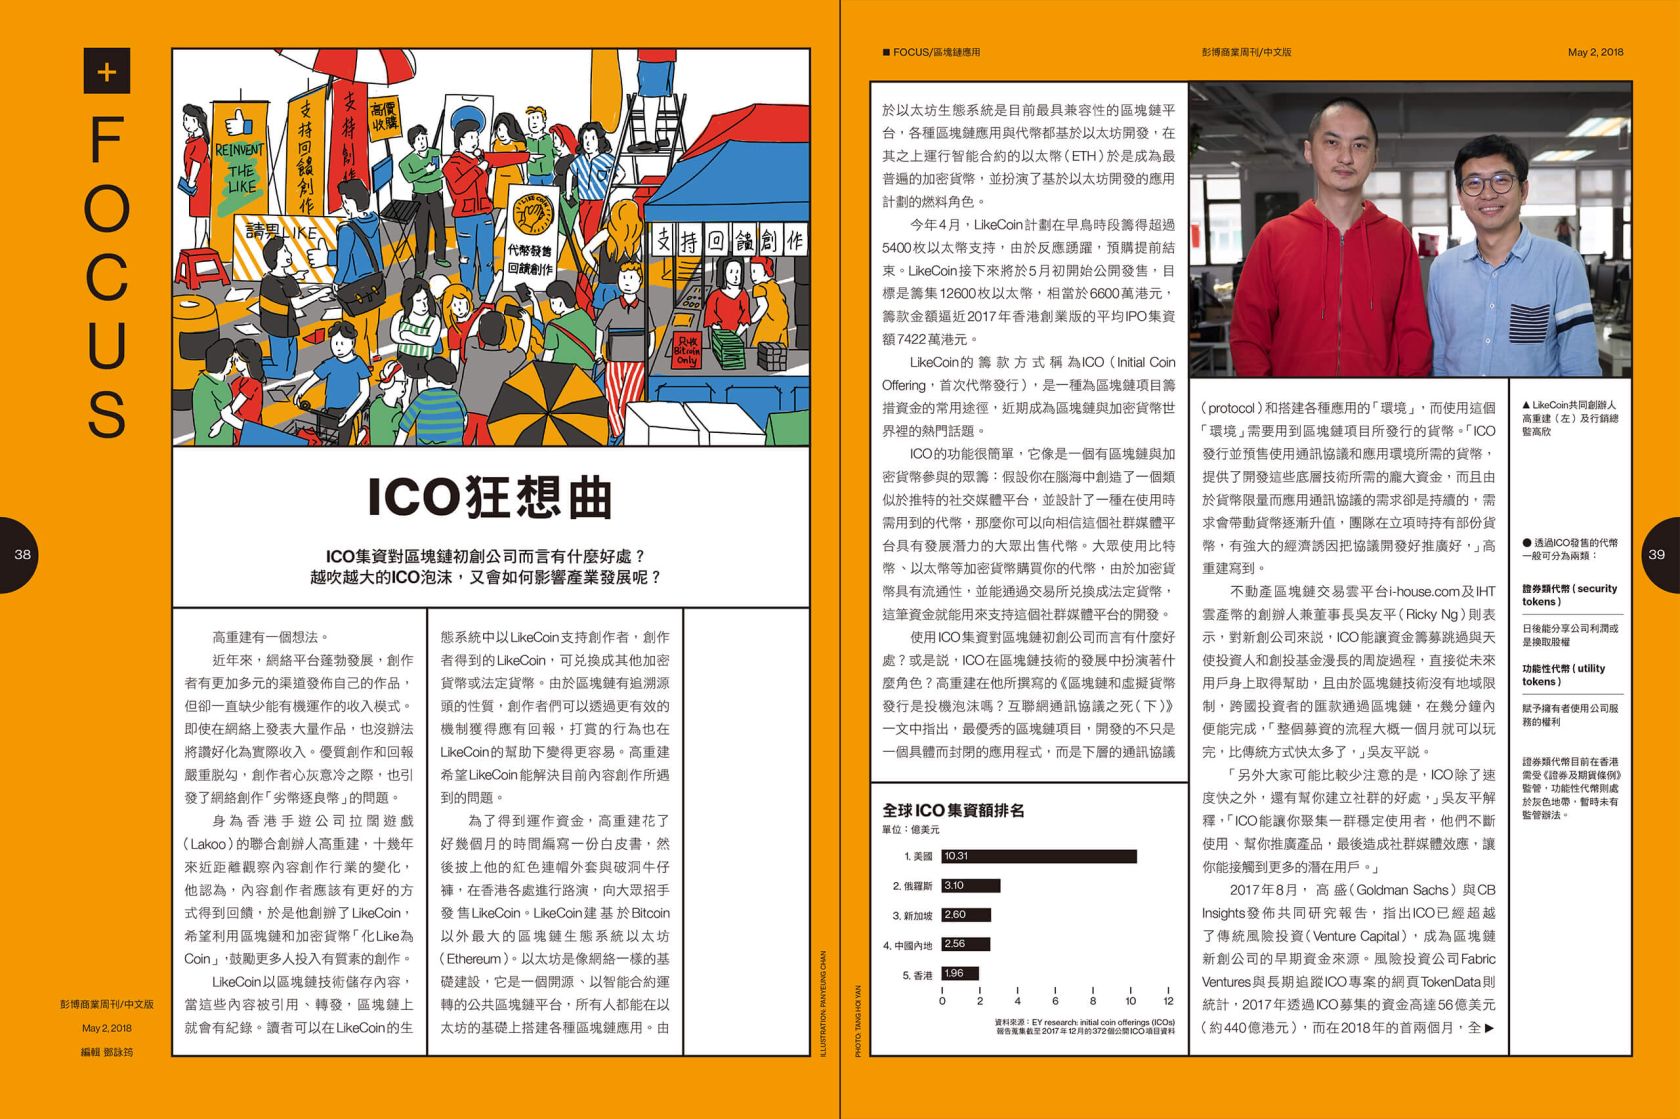 +
FOCUS
38
彭博商業周刊/中文版
May 2, 2018
編輯 鄧詠筠
REINVENT
THE
LIKE
支持回饋創作
支持創作
高價
收購
請畀LIKE
LIKE COIN
代幣發售
回饋創作
支持回饋創作
只收
Bitcoin
Only
ICO狂想曲
ICO集資對區塊鏈初創公司而言有什麼好處？
越吹越大的ICO泡沫，又會如何影響產業發展呢？
高重建有一個想法。
近年來，網絡平台蓬勃發展，創作
者有更加多元的渠道發佈自己的作品，
但卻一直缺少能有機運作的收入模式。
即使在網絡上發表大量作品，也沒辦法
將讚好化為實際收入。優質創作和回報
嚴重脱勾，創作者心灰意冷之際，也引
發了網絡創作「劣幣逐良幣」的問題。
身為香港手遊公司拉闊遊戲
（Lakoo）的聯合創辦人高重建，十幾年
來近距離觀察內容創作行業的變化，
他認為，內容創作者應該有更好的方
式得到回饋，於是他創辦了LikeCoin，
希望利用區塊鏈和加密貨幣「化Like為
Coin」，鼓勵更多人投入有質素的創作。
LikeCoin以區塊鏈技術儲存內容，
當這些內容被引用、轉發，區塊鏈上
就會有紀錄。讀者可以在LikeCoin的生
態系統中以LikeCoin支持創作者，創作
者得到的LikeCoin，可兑換成其他加密
貨幣或法定貨幣。由於區塊鏈有追溯源
頭的性質，創作者們可以透過更有效的
機制獲得應有回報，打賞的行為也在
LikeCoin的幫助下變得更容易。高重建
希望LikeCoin能解決目前內容創作所遇
到的問題。
為了得到運作資金，高重建花了
好幾個月的時間編寫一份白皮書，然
後披上他的紅色連帽外套與破洞牛仔
褲，在香港各處進行路演，向大眾招手
發售LikeCoin。LikeCoin建基於Bitcoin
以外最大的區塊鏈生態系統以太坊
（Ethereum）。以太坊是像網絡一樣的基
礎建設，它是一個開源、以智能合約運
轉的公共區塊鏈平台，所有人都能在以
太坊的基礎上搭建各種區塊鏈應用。由
ILLUSTRATION: PANYEUNG CHAN
■ FOCUS/區塊鏈應用
彭博商業周刊/中文版
May 2, 2018
於以太坊生態系統是目前最具兼容性的區塊鏈平
台，各種區塊鏈應用與代幣都基於以太坊開發，在
其之上運行智能合約的以太幣（ETH）於是成為最
普遍的加密貨幣，並扮演了基於以太坊開發的應用
計劃的燃料角色。
今年4月，LikeCoin計劃在早鳥時段籌得超過
5400枚以太幣支持，由於反應踴躍，預購提前結
束。LikeCoin接下來將於5月初開始公開發售，目
標是籌集12600枚以太幣，相當於6600萬港元，
籌款金額逼近2017年香港創業版的平均IPO集資
額7422萬港元。
LikeCoin的籌款方式稱為ICO（Initial Coin
Offering，首次代幣發行），是一種為區塊鏈項目籌
措資金的常用途徑，近期成為區塊鏈與加密貨幣世
界裡的熱門話題。
ICO的功能很簡單，它像是一個有區塊鏈與加
密貨幣參與的眾籌：假設你在腦海中創造了一個類
似於推特的社交媒體平台，並設計了一種在使用時
需用到的代幣，那麼你可以向相信這個社群媒體平
台具有發展潛力的大眾出售代幣。大眾使用比特
幣、以太幣等加密貨幣購買你的代幣，由於加密貨
幣具有流通性，並能通過交易所兑換成法定貨幣，
這筆資金就能用來支持這個社群媒體平台的開發。
使用ICO集資對區塊鏈初創公司而言有什麼好
處？或是説，ICO在區塊鏈技術的發展中扮演著什
麼角色？高重建在他所撰寫的《區塊鏈和虛擬貨幣
發行是投機泡沫嗎？互聯網通訊協議之死（下）》
一文中指出，最優秀的區塊鏈項目，開發的不只是
一個具體而封閉的應用程式，而是下層的通訊協議
全球ICO集資額排名
單位：億美元
1. 美國 10.31
2. 俄羅斯 3.10
3. 新加坡 2.60
4. 中國內地 2.56
5. 香港 1.96
0 2 4 6 8 10 12
資料來源：EY research: initial coin offerings (ICOs)
報告蒐集截至2017年12月的372個公開ICO項目資料
PHOTO: TANG HOI YAN
（protocol）和搭建各種應用的「環境」，而使用這個
「環境」需要用到區塊鏈項目所發行的貨幣。「ICO
發行並預售使用通訊協議和應用環境所需的貨幣，
提供了開發這些底層技術所需的龐大資金，而且由
於貨幣限量而應用通訊協議的需求卻是持續的，需
求會帶動貨幣逐漸升值，團隊在立項時持有部份貨
幣，有強大的經濟誘因把協議開發好推廣好，」高
重建寫到。
不動產區塊鏈交易雲平台i-house.com及IHT
雲產幣的創辦人兼董事長吳友平（Ricky Ng）則表
示，對新創公司來説，ICO能讓資金籌募跳過與天
使投資人和創投基金漫長的周旋過程，直接從未來
用戶身上取得幫助，且由於區塊鏈技術沒有地域限
制，跨國投資者的匯款通過區塊鏈，在幾分鐘內
便能完成，「整個募資的流程大概一個月就可以玩
完，比傳統方式快太多了，」吳友平説。
「另外大家可能比較少注意的是，ICO除了速
度快之外，還有幫你建立社群的好處，」吳友平解
釋，「ICO能讓你聚集一群穩定使用者，他們不斷
使用、幫你推廣產品，最後造成社群媒體效應，讓
你能接觸到更多的潛在用戶。」
2017年8月，高盛（Goldman Sachs）與CB
Insights發佈共同研究報告，指出ICO已經超越
了傳統風險投資（Venture Capital），成為區塊鏈
新創公司的早期資金來源。風險投資公司Fabric
Ventures與長期追蹤ICO專案的網頁TokenData則
統計，2017年透過ICO募集的資金高達56億美元
（約440億港元），而在2018年的首兩個月，全▶
▲ LikeCoin共同創辦人
高重建（左）及行銷總
監高欣
● 透過ICO發售的代幣
一般可分為兩類：
證券類代幣（security
tokens）
日後能分享公司利潤或
是換取股權
功能性代幣（utility
tokens）
賦予擁有者使用公司服
務的權利
證券類代幣目前在香港
需受《證券及期貨條例》
監管，功能性代幣則處
於灰色地帶，暫時未有
監管辦法。
39